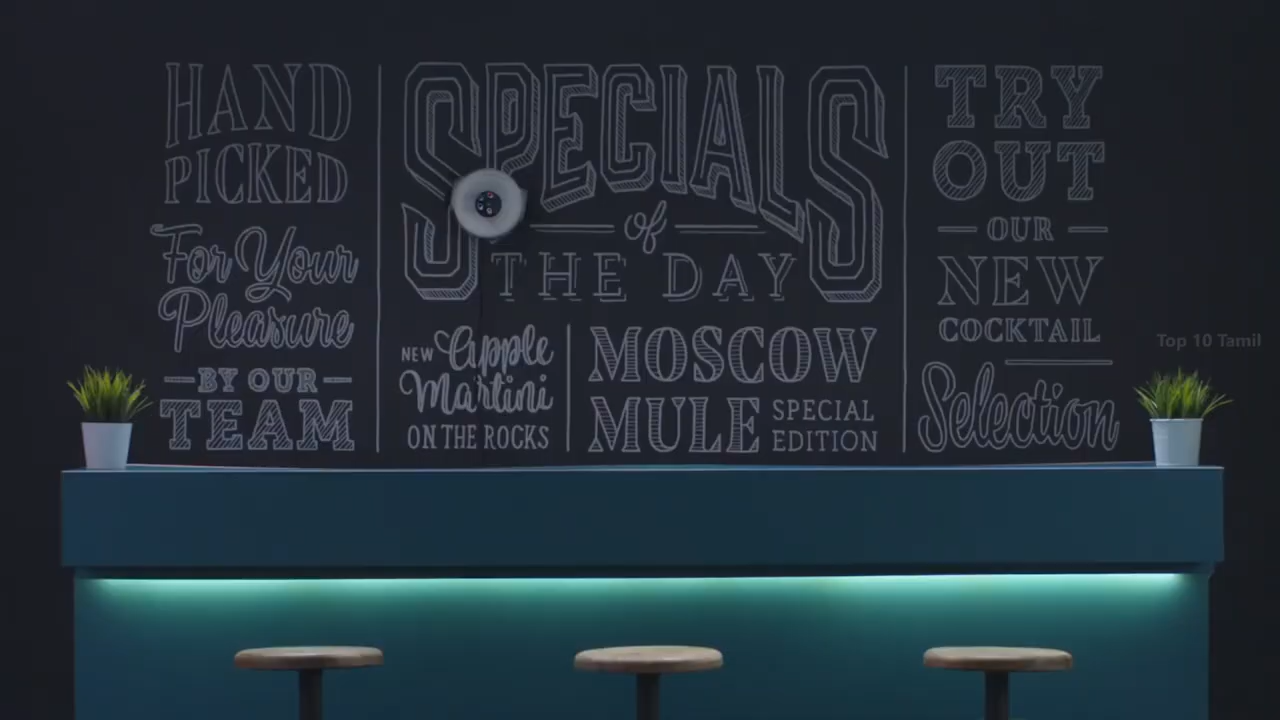 HAND
PICKED
For Your
Pleasure
BY OUR
TEAM
SPECIALS
of
THE DAY
NEW Apple
Martini
ON THE ROCKS
MOSCOW
MULE SPECIAL
EDITION
TRY
OUT
OUR
NEW
COCKTAIL
Selection
Top 10 Tamil